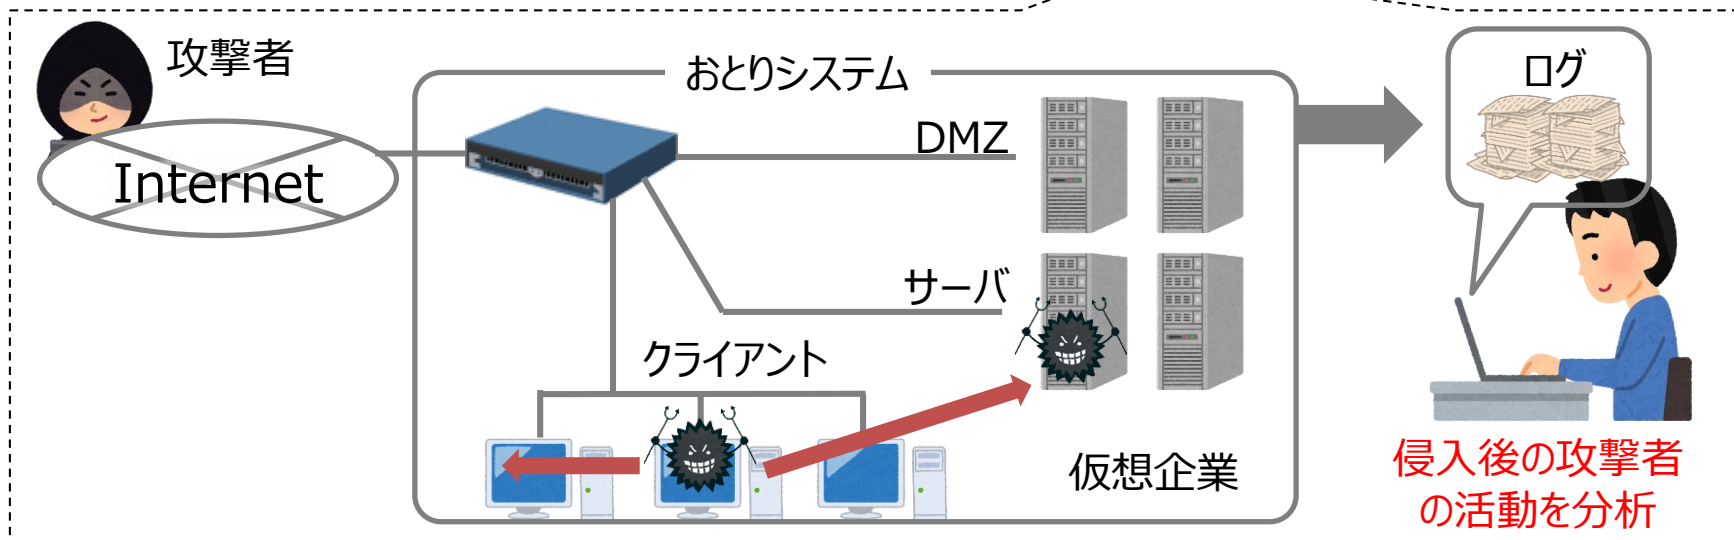 攻撃者
Internet
おとりシステム
DMZ
サーバ
クライアント
仮想企業
ログ
侵入後の攻撃者
の活動を分析